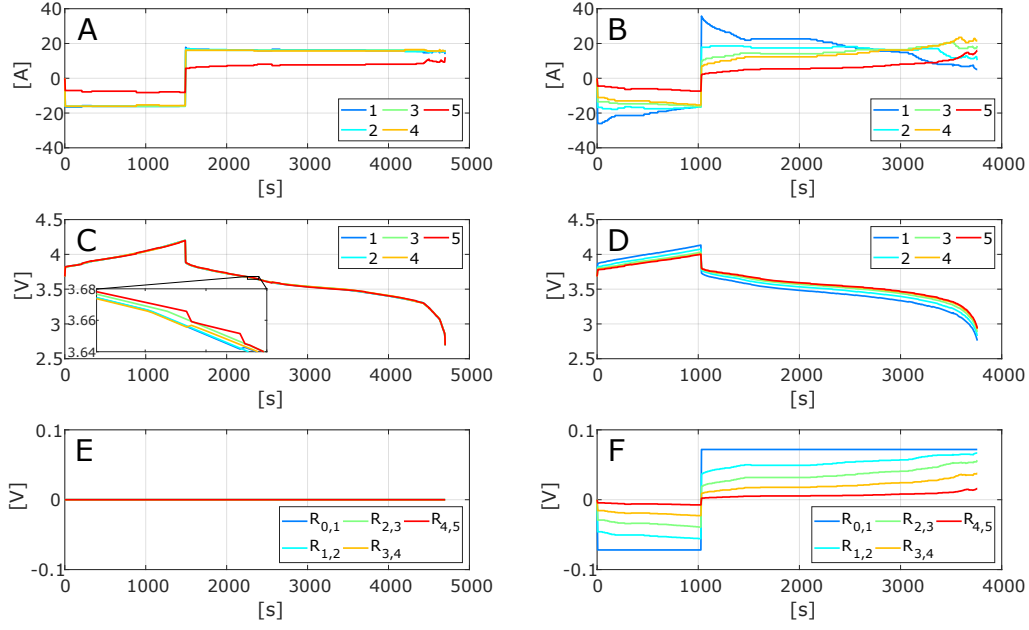 A
[A]
40
20
0
-20
-40
1 3 5
2 4
0 1000 2000 3000 4000 5000
[s]
B
[A]
40
20
0
-20
-40
1 3 5
2 4
0 1000 2000 3000 4000
[s]
C
[V]
4.5
4
3.5
3
2.5
1 3 5
2 4
3.68
3.66
3.64
0 1000 2000 3000 4000 5000
[s]
D
[V]
4.5
4
3.5
3
2.5
1 3 5
2 4
0 1000 2000 3000 4000
[s]
E
[V]
0.1
0
-0.1
R0,1 R2,3 R4,5
R1,2 R3,4
0 1000 2000 3000 4000 5000
[s]
F
[V]
0.1
0
-0.1
R0,1 R2,3 R4,5
R1,2 R3,4
0 1000 2000 3000 4000
[s]